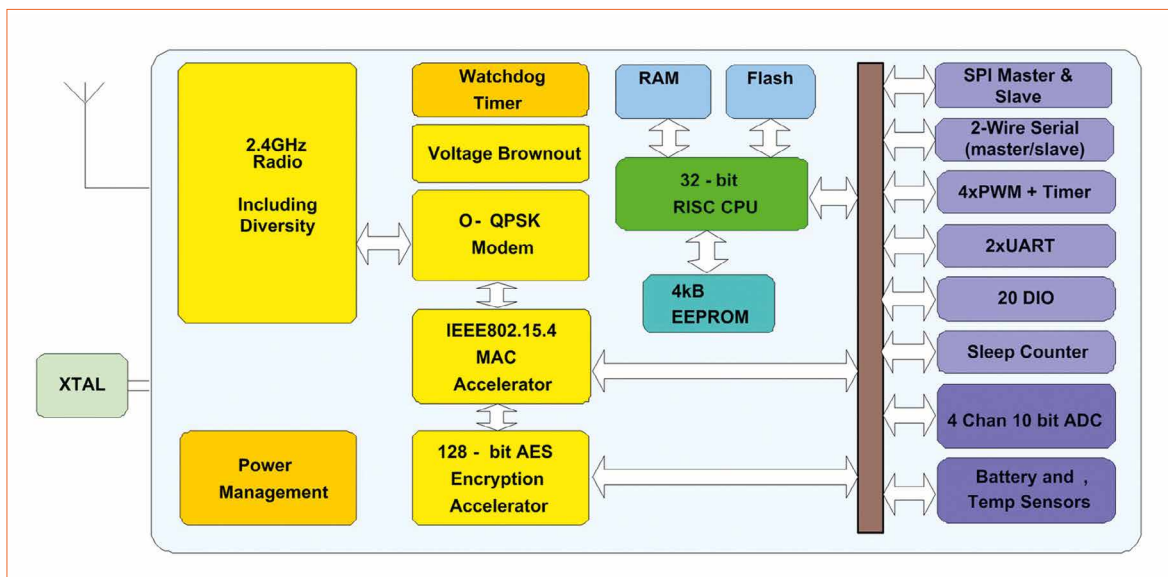 2.4GHz
Radio
Including
Diversity
XTAL
Power
Management
Watchdog
Timer
Voltage Brownout
O- QPSK
Modem
IEEE802.15.4
MAC
Accelerator
128 - bit AES
Encryption
Accelerator
RAM
Flash
32 - bit
RISC CPU
4kB
EEPROM
SPI Master &
Slave
2-Wire Serial
(master/slave)
4xPWM + Timer
2xUART
20 DIO
Sleep Counter
4 Chan 10 bit ADC
Battery and ,
Temp Sensors